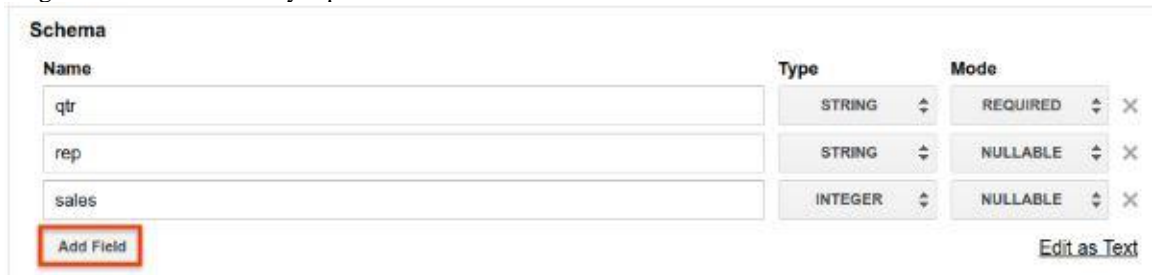 Schema
Name Type Mode
qtr STRING REQUIRED
rep STRING NULLABLE
sales INTEGER NULLABLE
Add Field Edit as Text